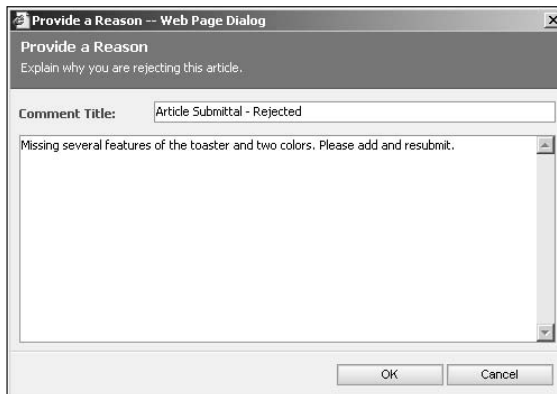 Provide a Reason -- Web Page Dialog
Provide a Reason
Explain why you are rejecting this article.
Comment Title: Article Submittal - Rejected
Missing several features of the toaster and two colors. Please add and resubmit.
OK Cancel